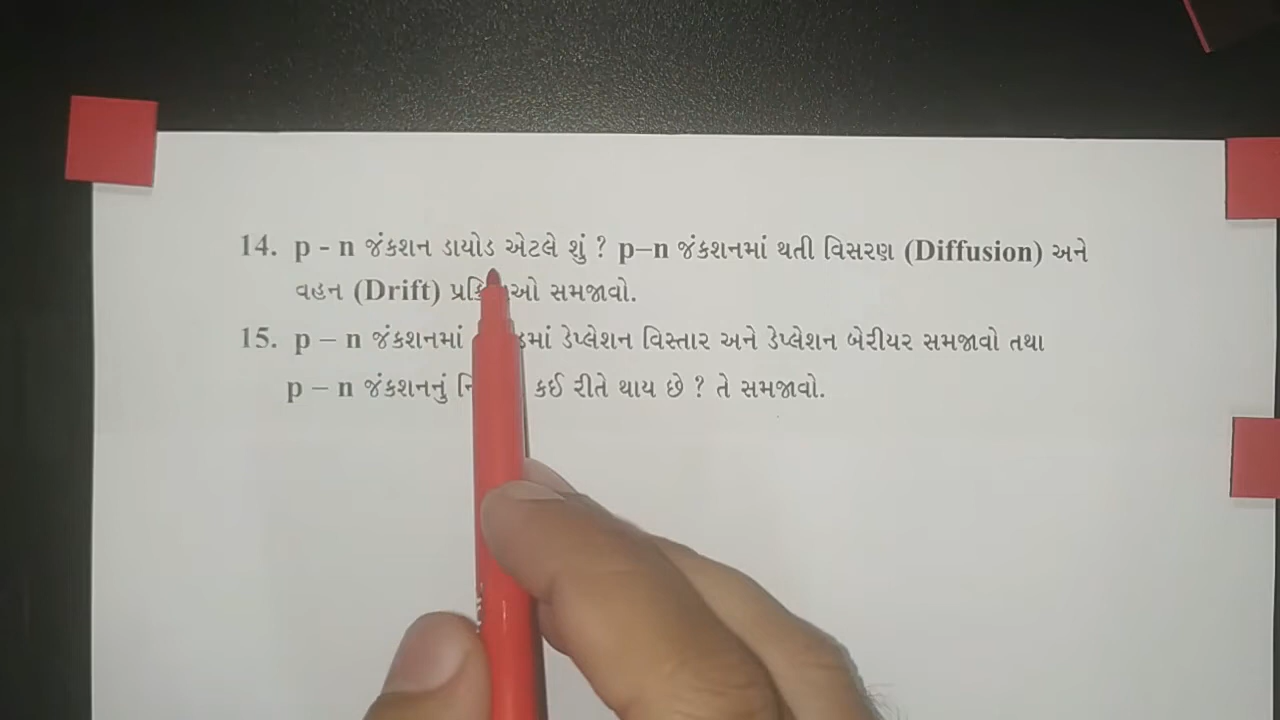 14. p - n જંકશન ડાયોડ એટલે શું ? p–n જંકશનમાં થતી વિસરણ (Diffusion) અને
વહન (Drift) સમજાવો.
15. p – n જંકશનમાં ડેપ્લેશન વિસ્તાર અને ડેપ્લેશન બેરીયર સમજાવો તથા
p – n જંકશનનું કઈ રીતે થાય છે ? તે સમજાવો.